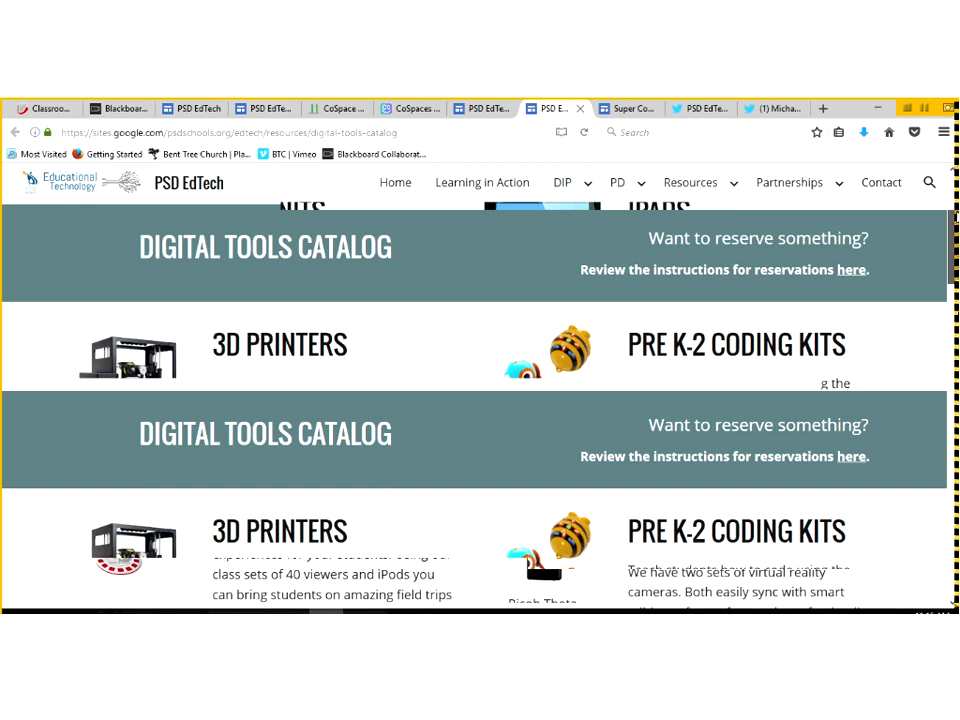 Classroo...
Blackboar...
PSD EdTech
PSD EdTe...
CoSpace ...
CoSpaces ...
PSD EdTe...
PSD E...
Super Co...
PSD EdTe...
(1) Micha...
https://sites.google.com/psdschools.org/edtech/resources/digital-tools-catalog
Search
Most Visited
Getting Started
Bent Tree Church | Pla...
BTC | Vimeo
Blackboard Collaborat...
Educational
Technology
PSD EdTech
Home
Learning in Action
DIP
PD
Resources
Partnerships
Contact
DIGITAL TOOLS CATALOG
Want to reserve something?
Review the instructions for reservations here.
3D PRINTERS
PRE K-2 CODING KITS
g the
DIGITAL TOOLS CATALOG
Want to reserve something?
Review the instructions for reservations here.
3D PRINTERS
PRE K-2 CODING KITS
class sets of 40 viewers and iPods you
can bring students on amazing field trips
We have two sets of virtual reality
cameras. Both easily sync with smart